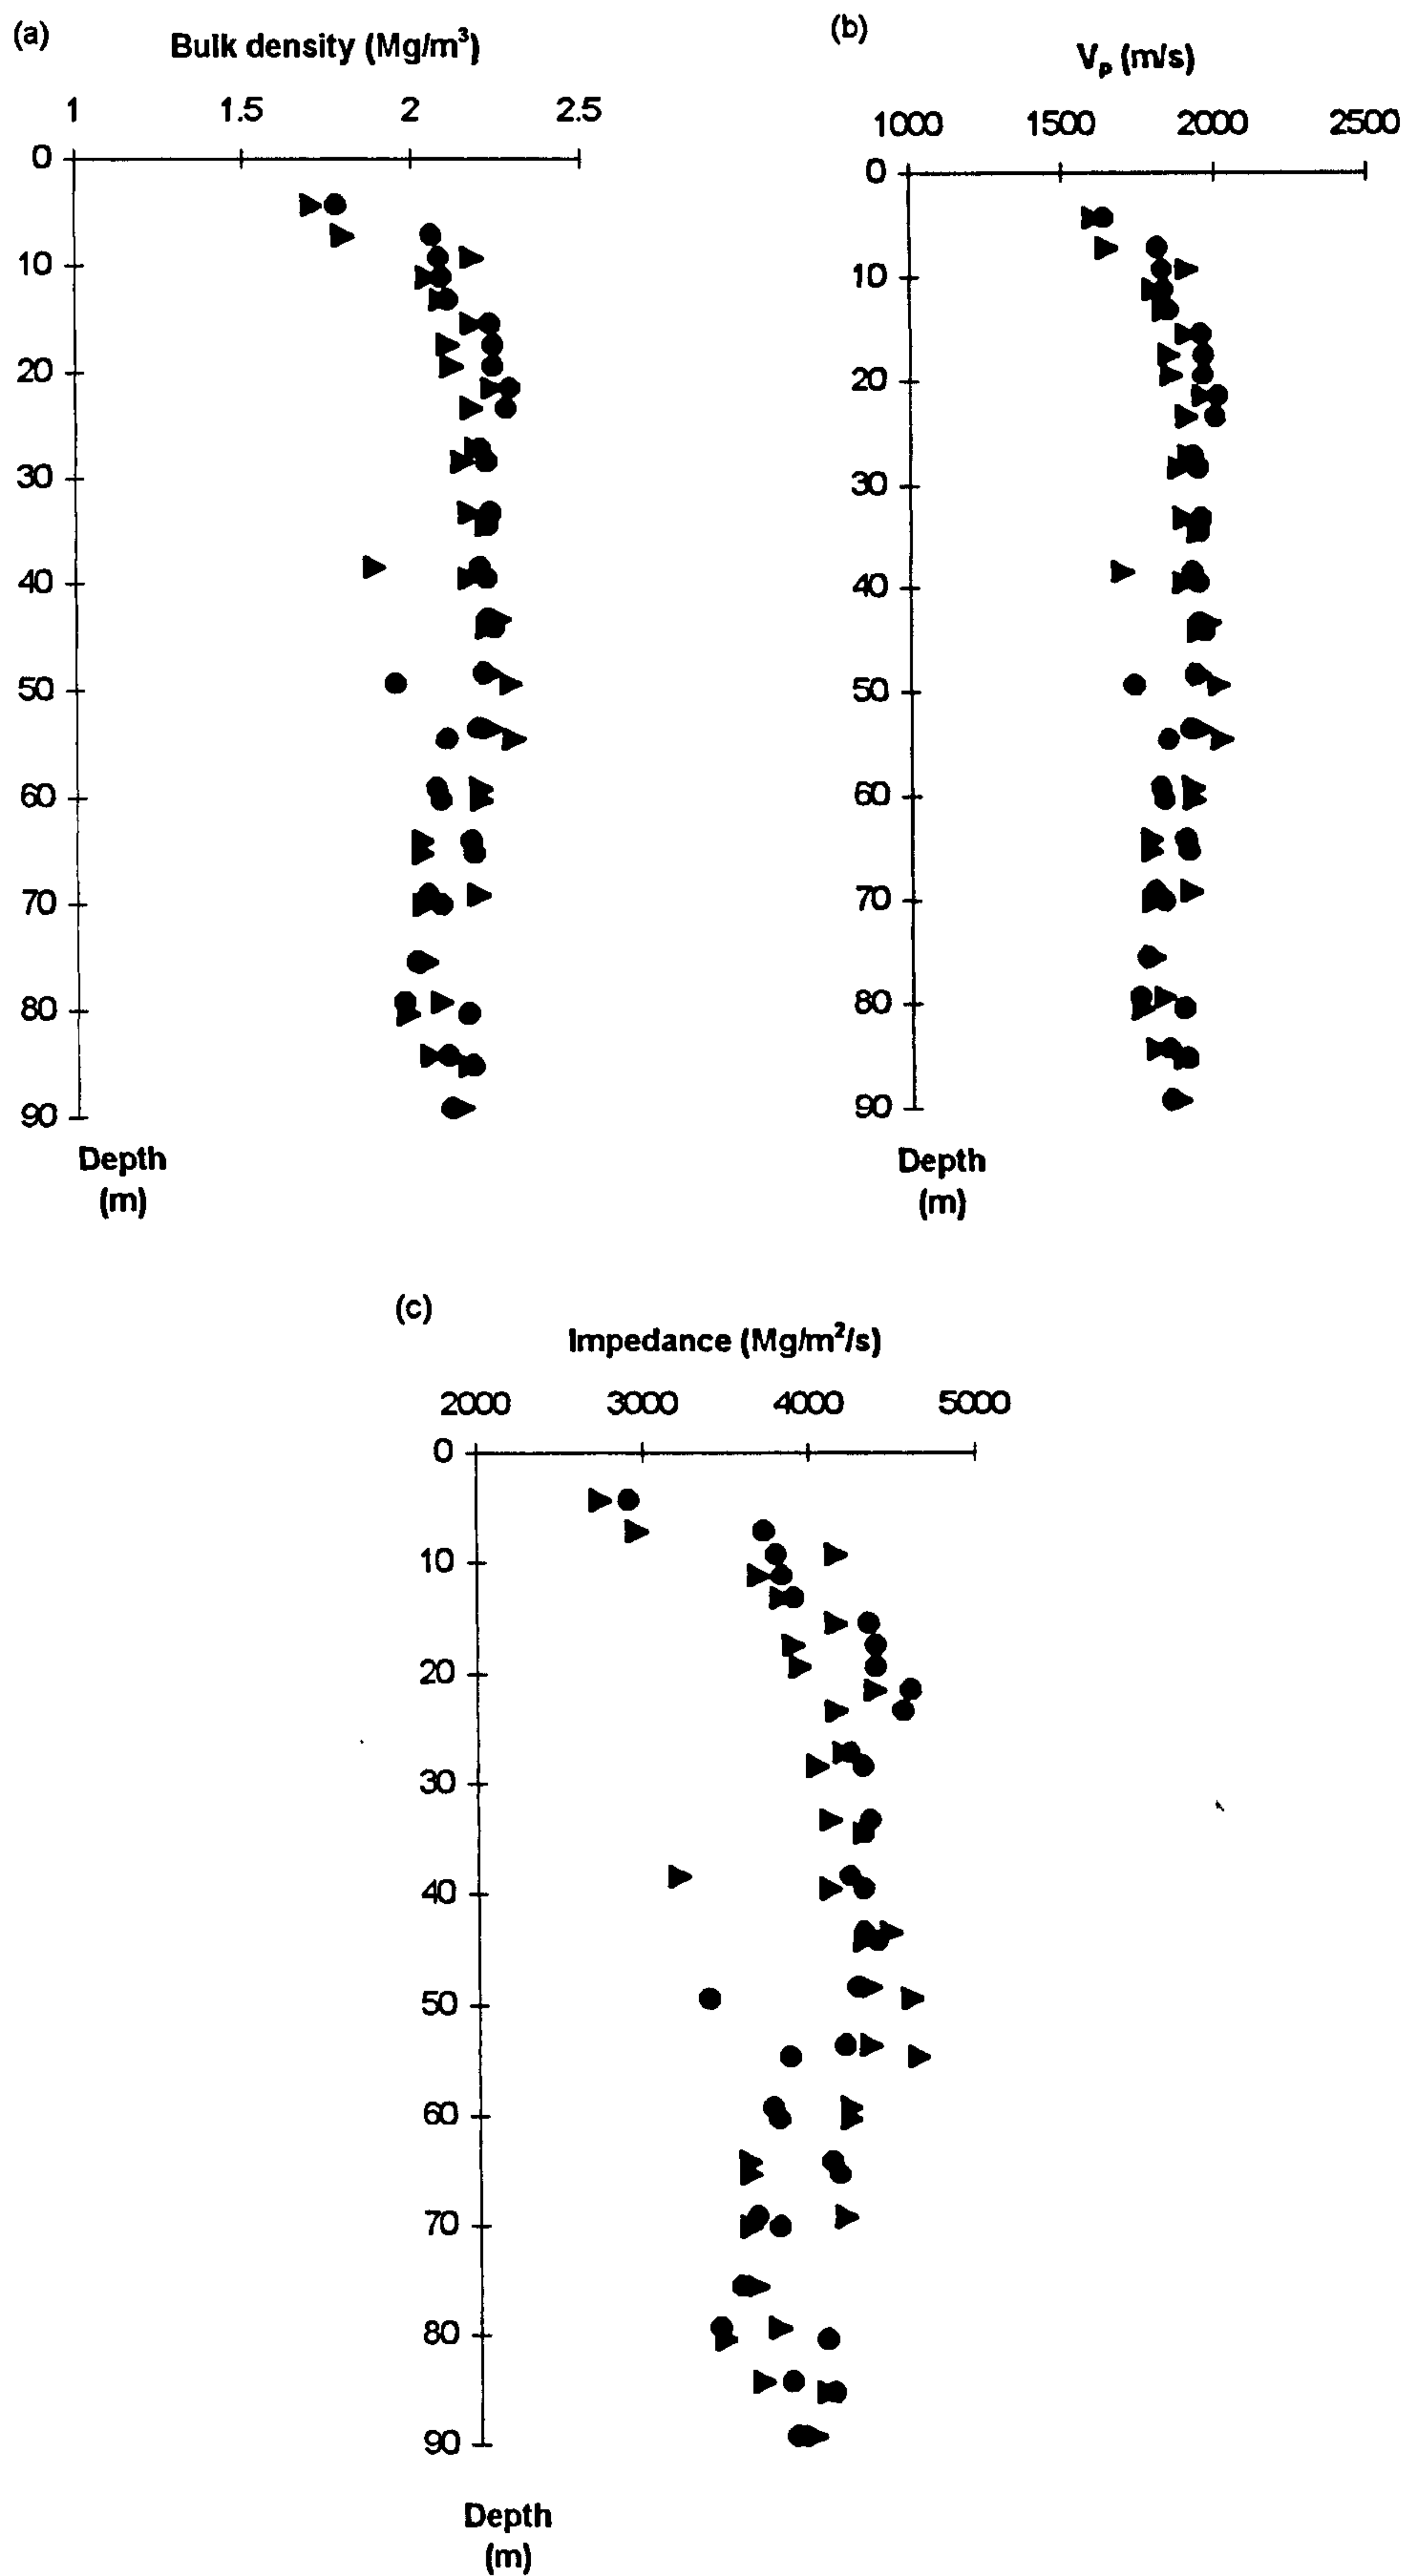 (a)
Bulk density (Mg/m³)
1 1.5 2 2.5
0
10
20
30
40
50
60
70
80
90
Depth
(m)
(b)
Vₚ (m/s)
1000 1500 2000 2500
0
10
20
30
40
50
60
70
80
90
Depth
(m)
(c)
Impedance (Mg/m²/s)
2000 3000 4000 5000
0
10
20
30
40
50
60
70
80
90
Depth
(m)